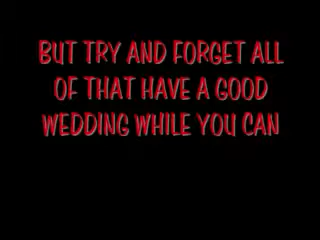 BUT TRY AND FORGET ALL
OF THAT HAVE A GOOD
WEDDING WHILE YOU CAN